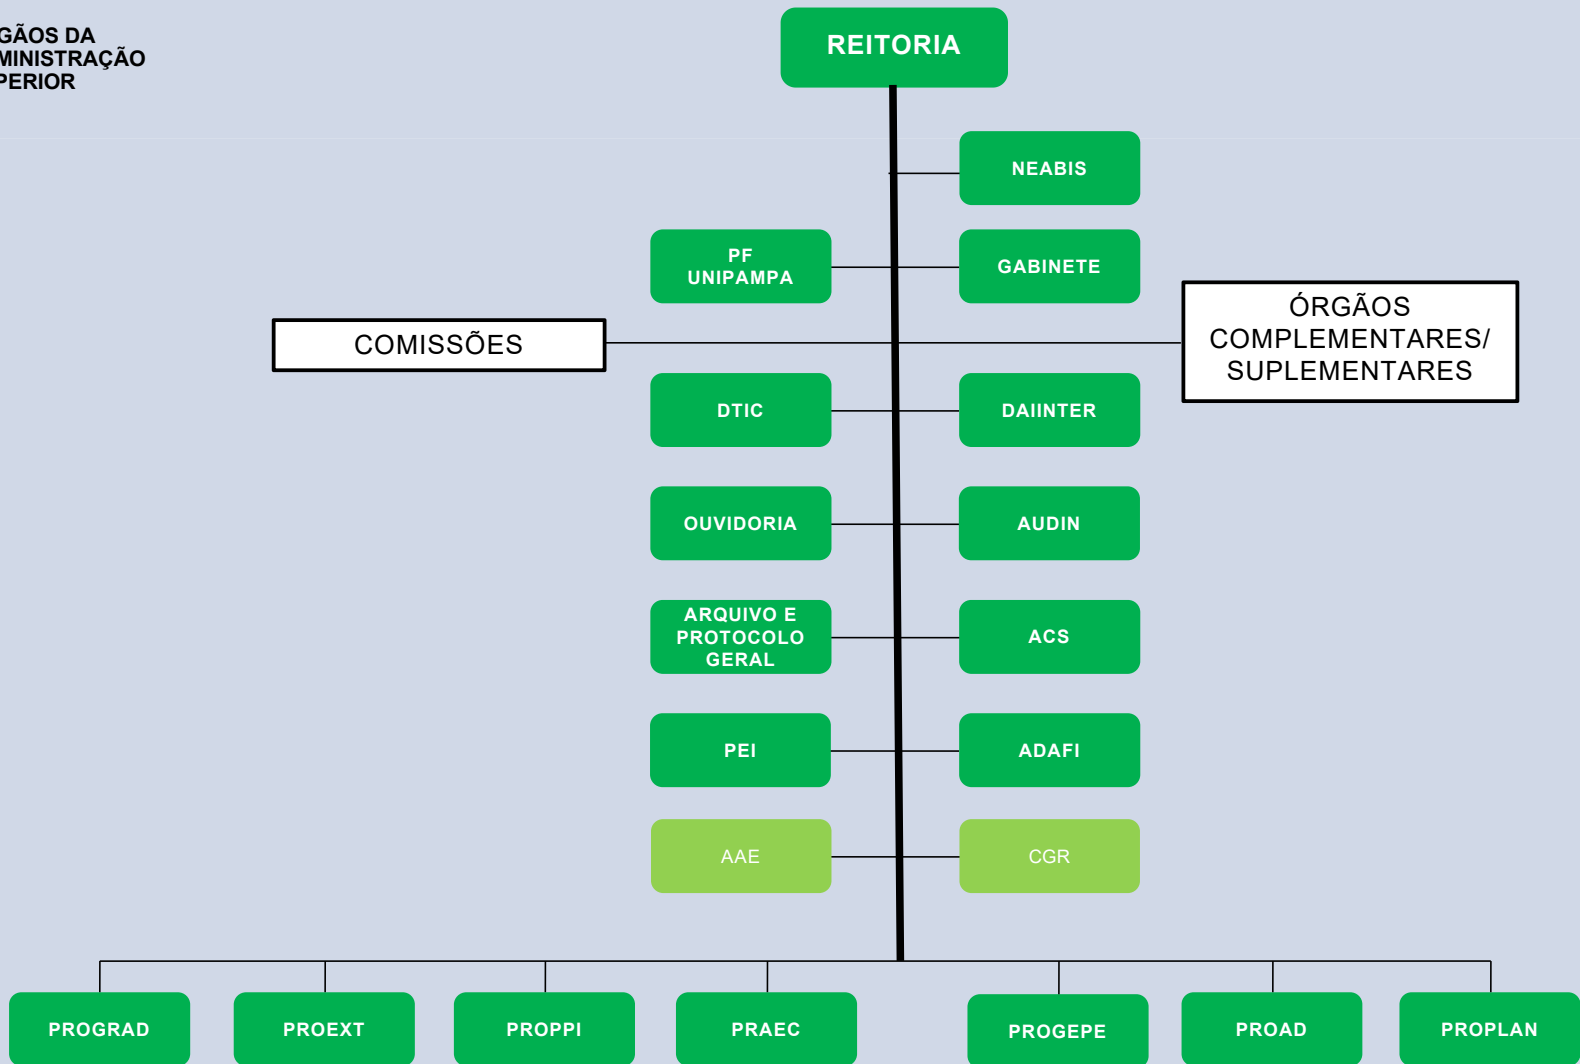 GÃOS DA
MINISTRAÇÃO
PERIOR
REITORIA
NEABIS
PF
UNIPAMPA
GABINETE
COMISSÕES
ÓRGÃOS
COMPLEMENTARES/
SUPLEMENTARES
DTIC
DAIINTER
OUVIDORIA
AUDIN
ARQUIVO E
PROTOCOLO
GERAL
ACS
PEI
ADAFI
AAE
CGR
PROGRAD
PROEXT
PROPPI
PRAEC
PROGEPE
PROAD
PROPLAN